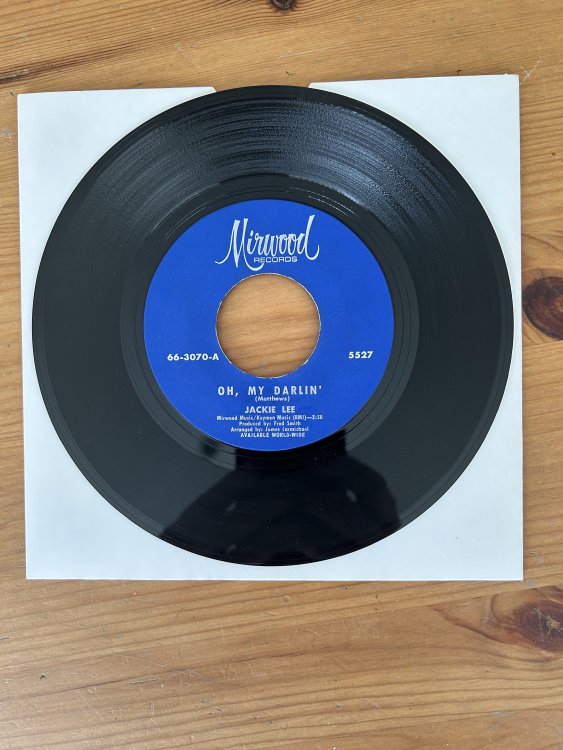 Mirwood
RECORDS
66-3070-A 5527
OH, MY DARLIN'
(Matthews)
JACKIE LEE
Mirwood Music/Keymen Music (BMI)—2:50
Produced by: Fred Smith
Arranged by: James Carmichael
AVAILABLE WORLD-WIDE